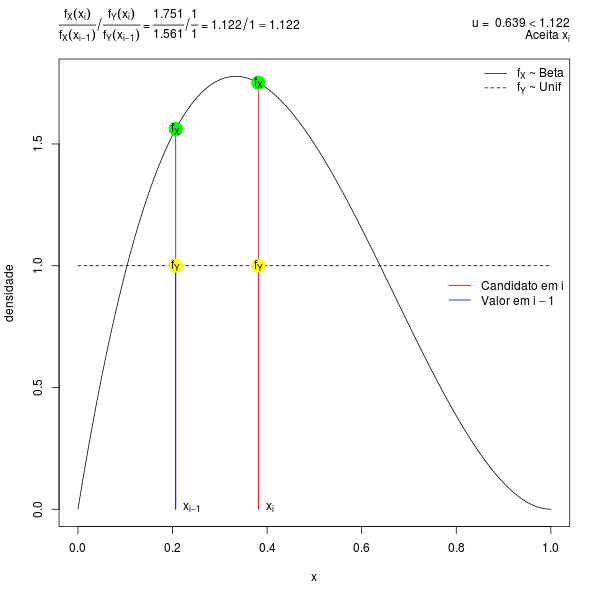 fX(xi)/fX(xi−1) / fY(xi)/fY(xi−1) = 1.751/1.561 / 1/1 = 1.122/1 = 1.122
u = 0.639 < 1.122
Aceita xi
fX ~ Beta
fY ~ Unif
fX
fX
fY
fY
Candidato em i
Valor em i − 1
xi−1
xi
densidade
0.0
0.5
1.0
1.5
0.0 0.2 0.4 0.6 0.8 1.0
x